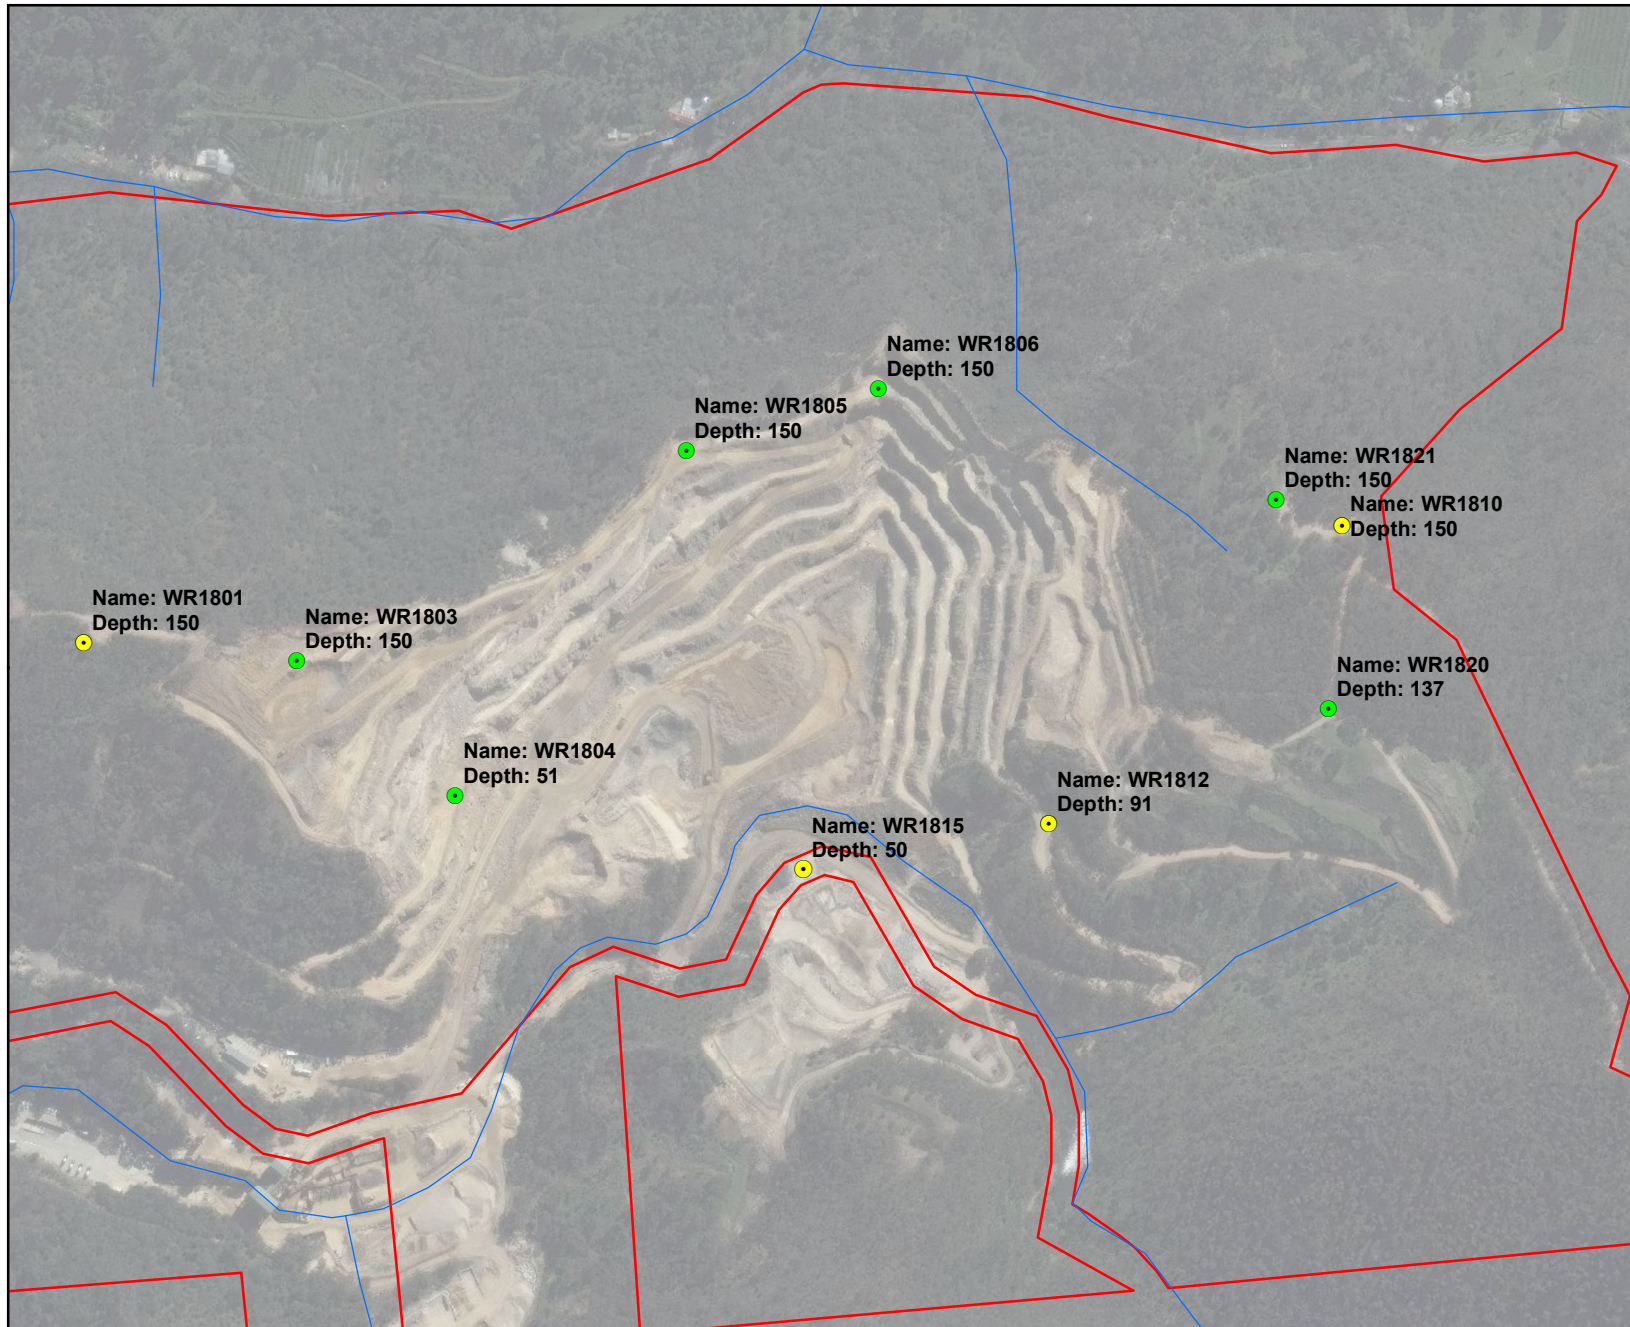 Name: WR1806
Depth: 150
Name: WR1805
Depth: 150
Name: WR1821
Depth: 150
Name: WR1810
Depth: 150
Name: WR1801
Depth: 150
Name: WR1803
Depth: 150
Name: WR1820
Depth: 137
Name: WR1804
Depth: 51
Name: WR1812
Depth: 91
Name: WR1815
Depth: 50